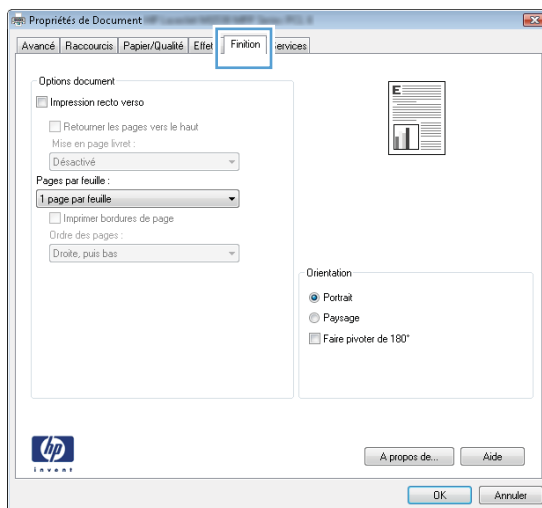 Propriétés de Document
Avancé Raccourcis Papier/Qualité Effet Finition ervices
Options document
Impression recto verso
Retourner les pages vers le haut
Mise en page livret :
Désactivé
Pages par feuille :
1 page par feuille
Imprimer bordures de page
Ordre des pages :
Droite, puis bas
E
Orientation
Portrait
Paysage
Faire pivoter de 180°
hp
invent
A propos de... Aide
OK Annuler